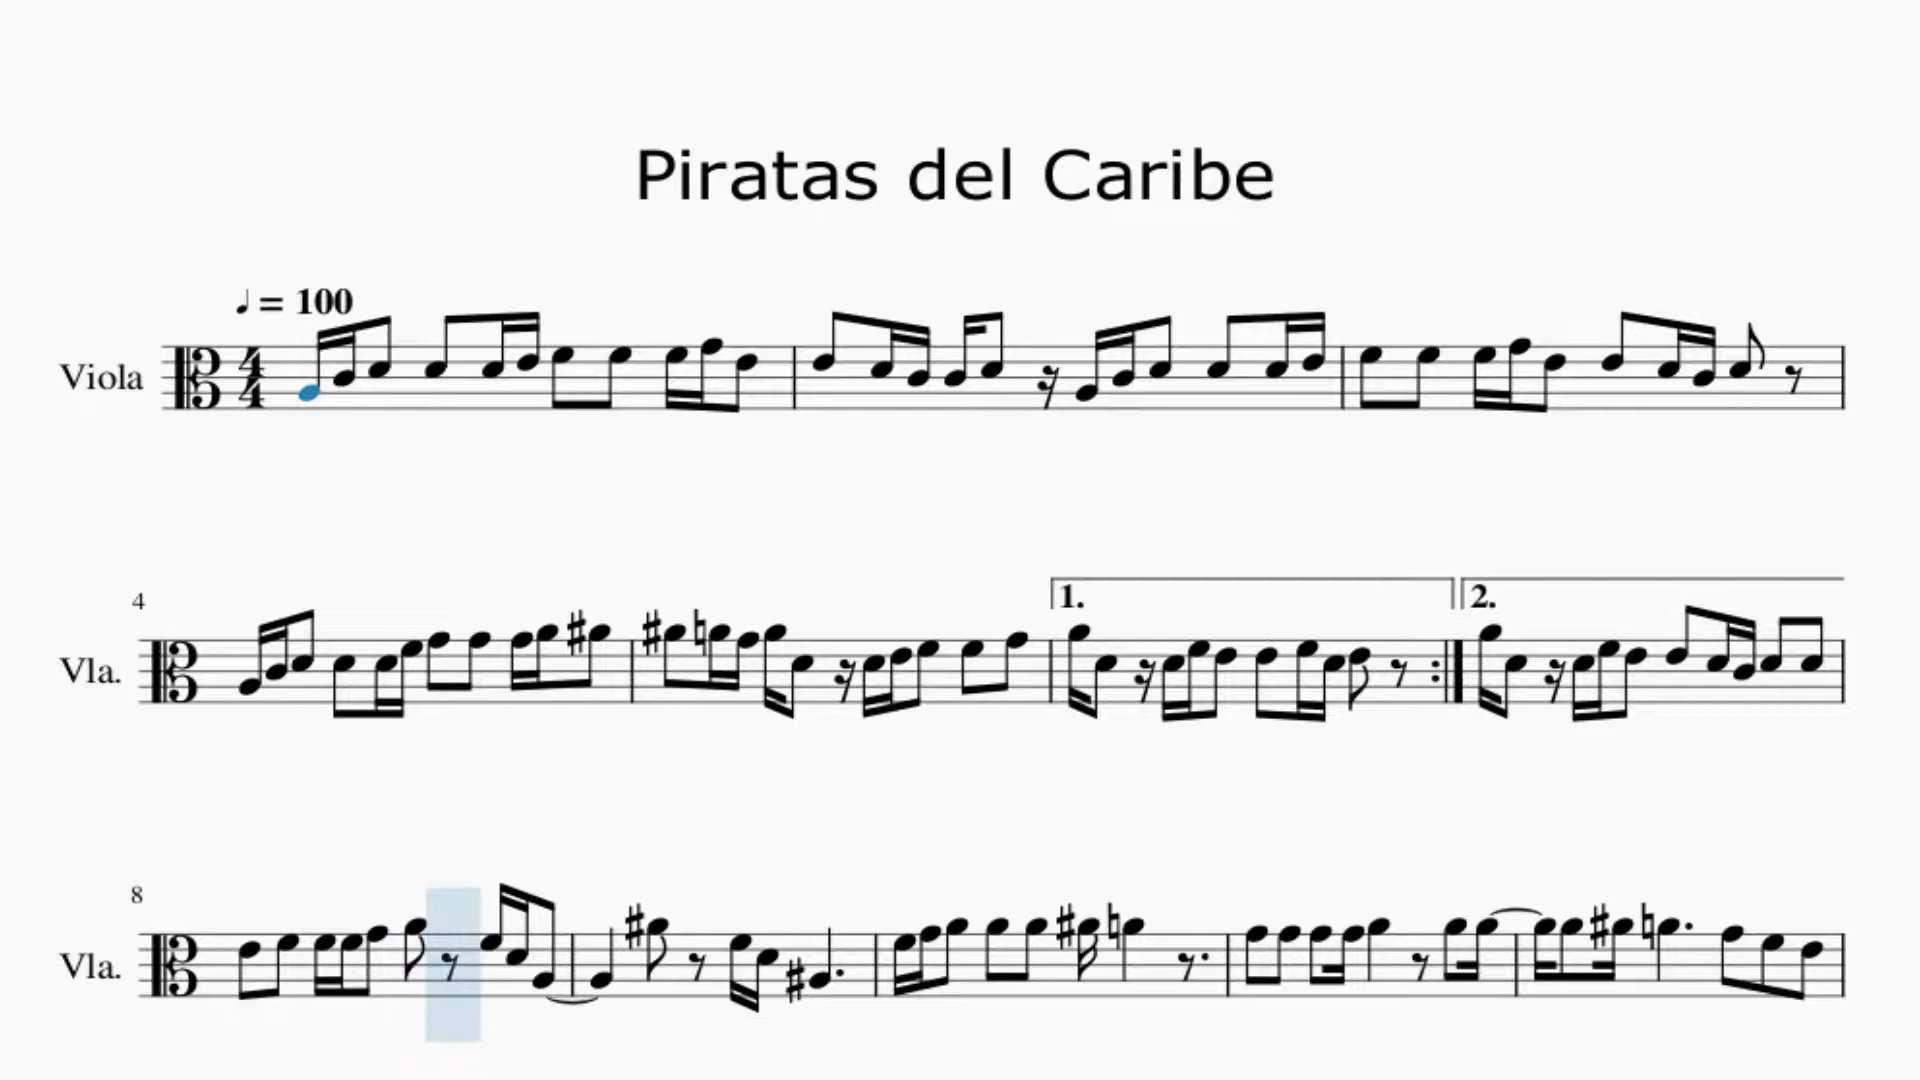 Piratas del Caribe
♩ = 100
Viola
4
4
4
1.
2.
Vla.
8
Vla.